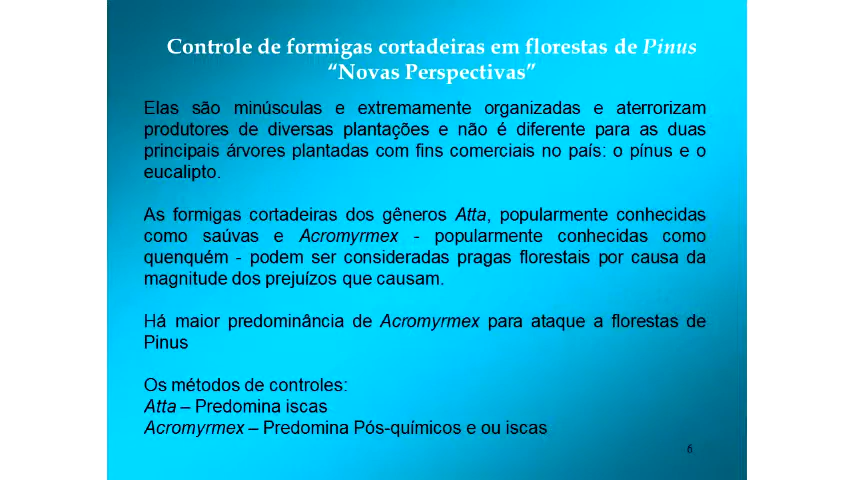 Controle de formigas cortadeiras em florestas de Pinus
“Novas Perspectivas”
Elas são minúsculas e extremamente organizadas e aterrorizam
produtores de diversas plantações e não é diferente para as duas
principais árvores plantadas com fins comerciais no país: o pínus e o
eucalipto.
As formigas cortadeiras dos gêneros Atta, popularmente conhecidas
como saúvas e Acromyrmex - popularmente conhecidas como
quenquém - podem ser consideradas pragas florestais por causa da
magnitude dos prejuízos que causam.
Há maior predominância de Acromyrmex para ataque a florestas de
Pinus
Os métodos de controles:
Atta – Predomina iscas
Acromyrmex – Predomina Pós-químicos e ou iscas
6